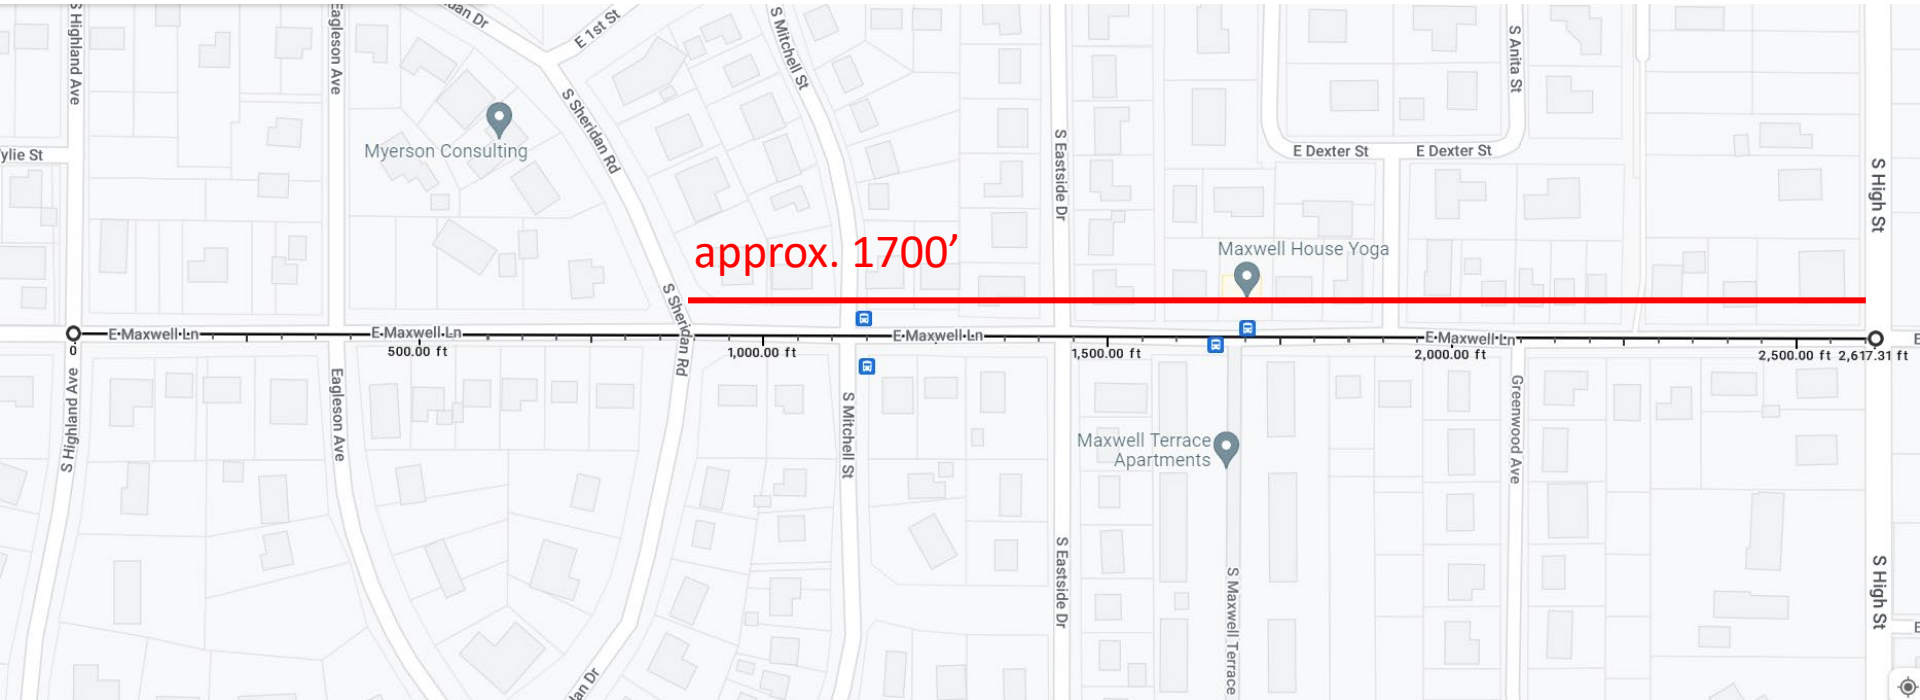 S Highland Ave
Eagleson Ave
dan Dr
E 1st St
S Mitchell St
S Anita St
S Sheridan Rd
Myerson Consulting
ylie St
S Eastside Dr
E Dexter St
E Dexter St
S High St
approx. 1700’
Maxwell House Yoga
S Sheridan Rd
E Maxwell Ln
E Maxwell Ln
E Maxwell Ln
E Maxwell Ln
E
0
500.00 ft
1,000.00 ft
1,500.00 ft
2,000.00 ft
2,500.00 ft
2,617.31 ft
S Highland Ave
Eagleson Ave
S Mitchell St
Maxwell Terrace
Apartments
Greenwood Ave
S Eastside Dr
S Maxwell Terrace
S High St
E
dan Dr